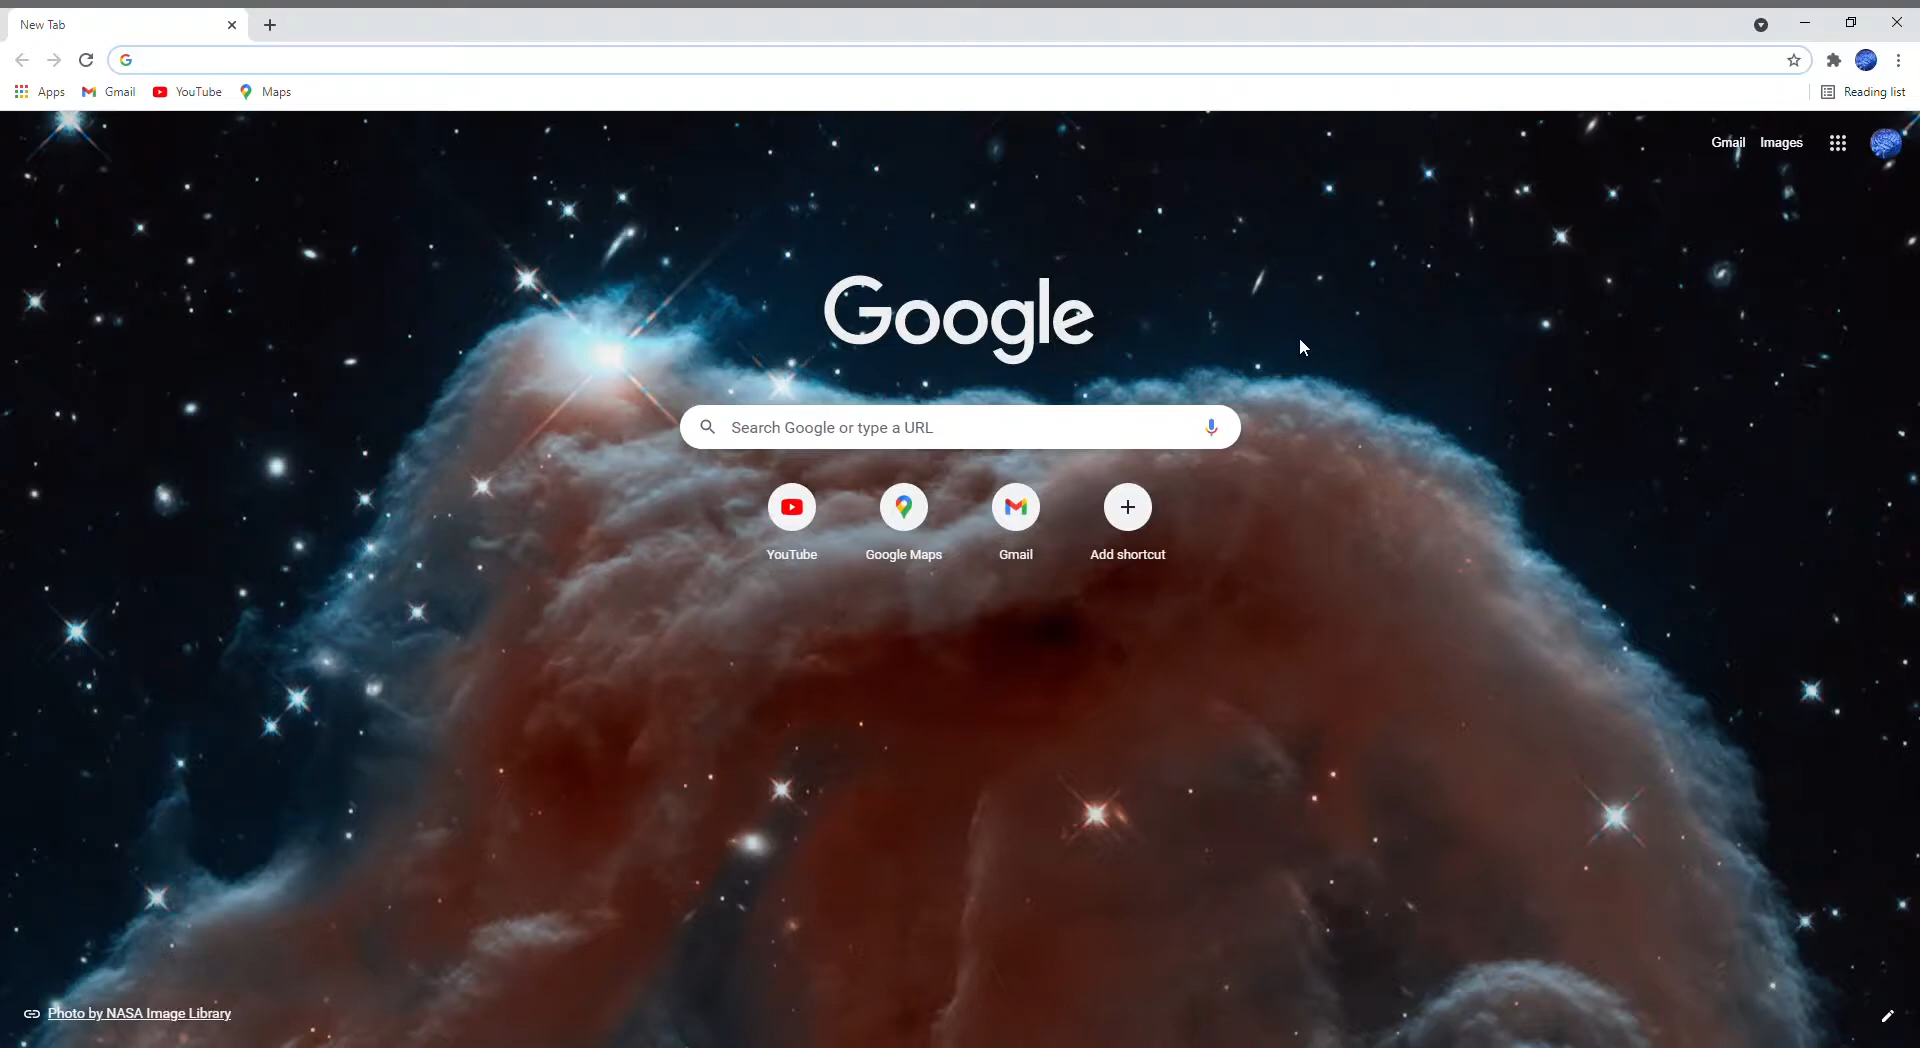 New Tab
Apps Gmail YouTube Maps Reading list
Gmail Images
Google
Search Google or type a URL
YouTube Google Maps Gmail Add shortcut
Photo by NASA Image Library